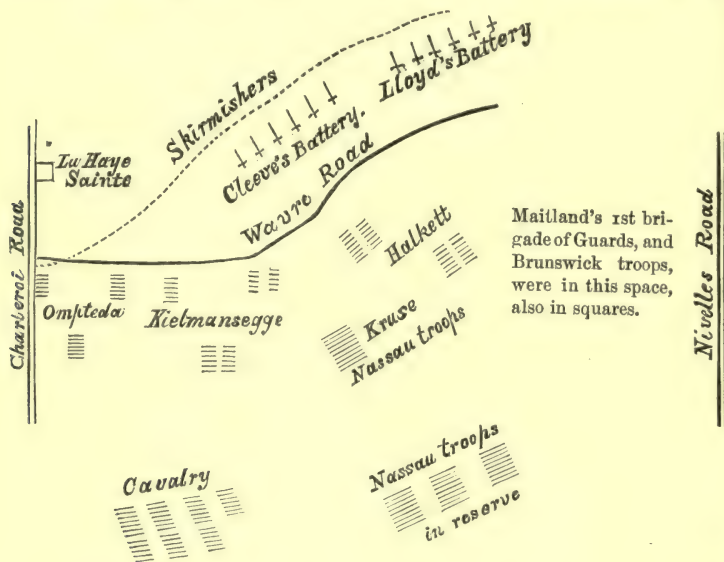 Skirmishers
Lloyd's Battery
Cleeve's Battery.
La Haye
Sainte
Wavre Road
Charleroi Road
Halkett
Maitland's 1st bri-
gade of Guards, and
Brunswick troops,
were in this space,
also in squares.
Nivelles Road
Ompteda
Kielmansegge
Kruse
Nassau troops
Cavalry
Nassau troops
in reserve